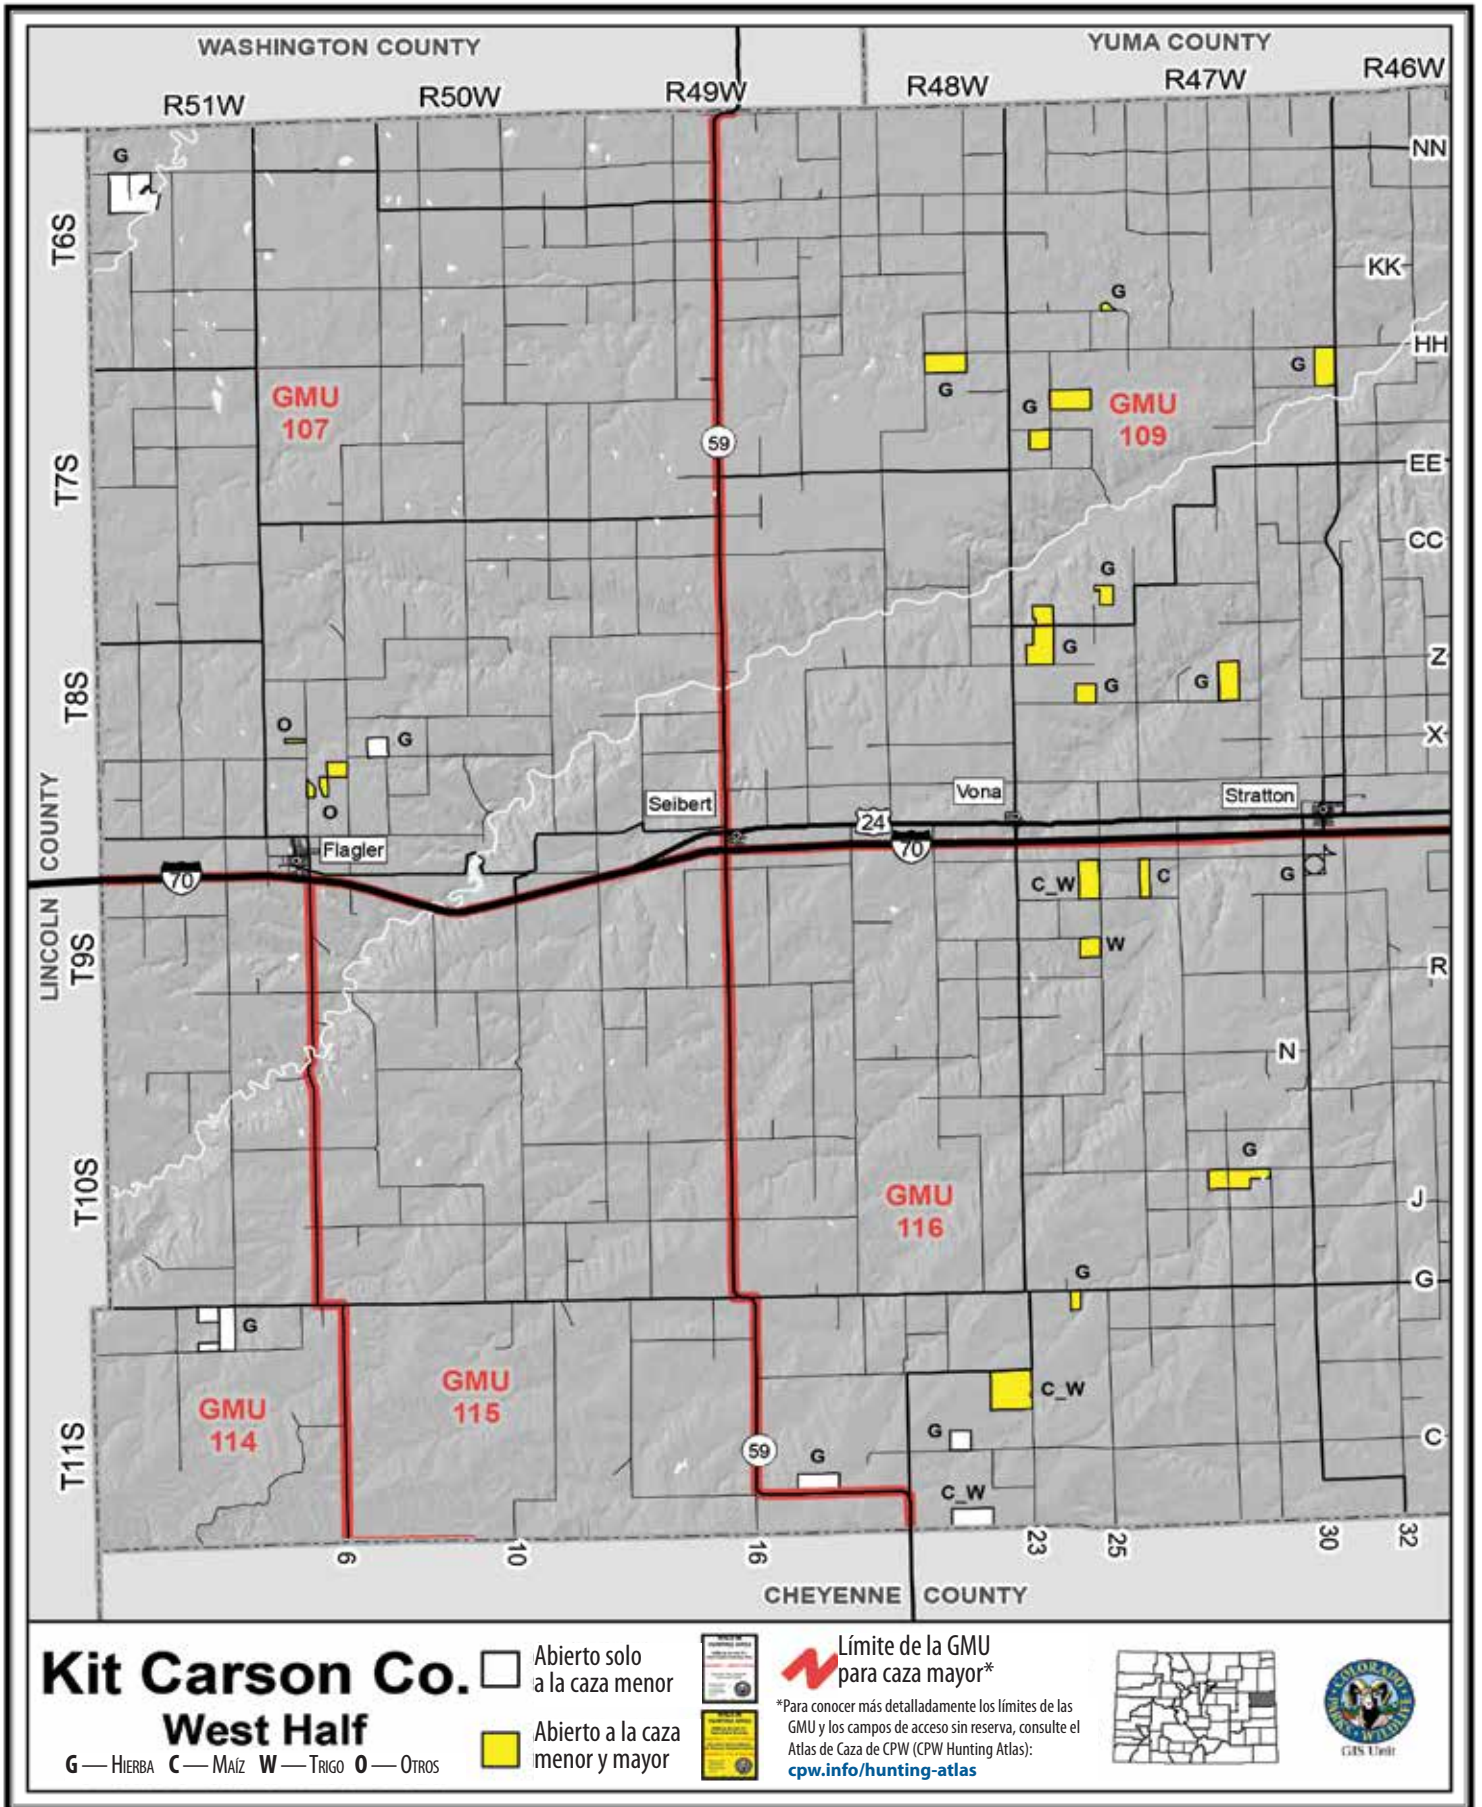 WASHINGTON COUNTY
YUMA COUNTY
R51W
R50W
R49W
R48W
R47W
R46W
NN
G
T6S
KK
G
HH
G
G
G
GMU
107
GMU
109
59
EE
T7S
CC
G
G
Z
G
G
T8S
O
G
X
O
Seibert
Vona
Stratton
24
Flagler
70
70
LINCOLN COUNTY
C_W
C
G
W
T9S
R
N
G
T10S
GMU
116
J
G
G
G
GMU
114
GMU
115
C_W
G
C
T11S
59
G
C_W
6
10
16
23
25
30
32
CHEYENNE COUNTY
Kit Carson Co.
West Half
G — HIERBA C — MAÍZ W — TRIGO O — OTROS
Abierto solo
a la caza menor
Abierto a la caza
menor y mayor
Límite de la GMU
para caza mayor*
*Para conocer más detalladamente los límites de las
GMU y los campos de acceso sin reserva, consulte el
Atlas de Caza de CPW (CPW Hunting Atlas):
cpw.info/hunting-atlas
COLORADO
PARKS & WILDLIFE
GIS Unit